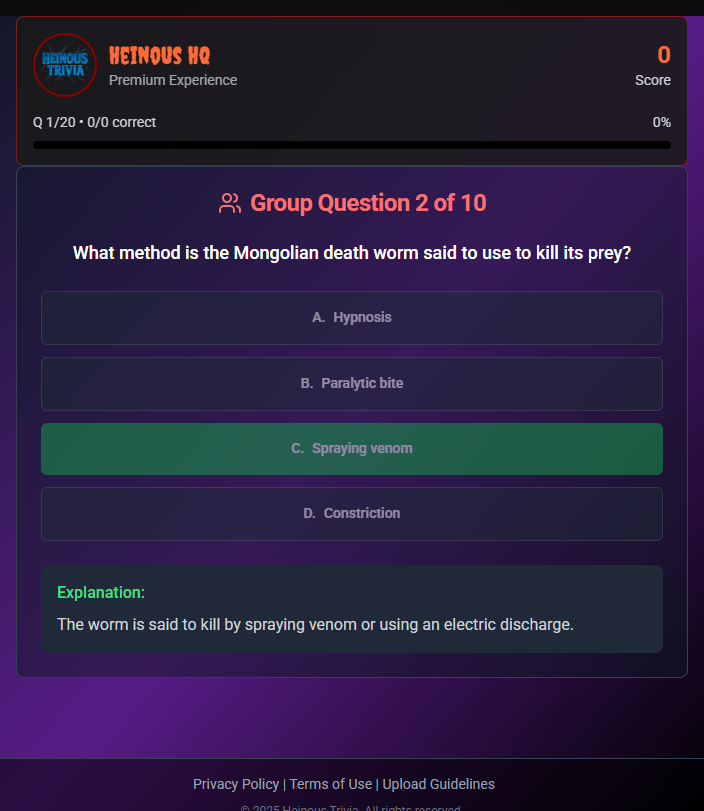 HEINOUS
TRIVIA
HEINOUS HQ
Premium Experience
0
Score
Q 1/20 • 0/0 correct
0%
Group Question 2 of 10
What method is the Mongolian death worm said to use to kill its prey?
A. Hypnosis
B. Paralytic bite
C. Spraying venom
D. Constriction
Explanation:
The worm is said to kill by spraying venom or using an electric discharge.
Privacy Policy | Terms of Use | Upload Guidelines
© 2025 Heinous Trivia. All rights reserved.